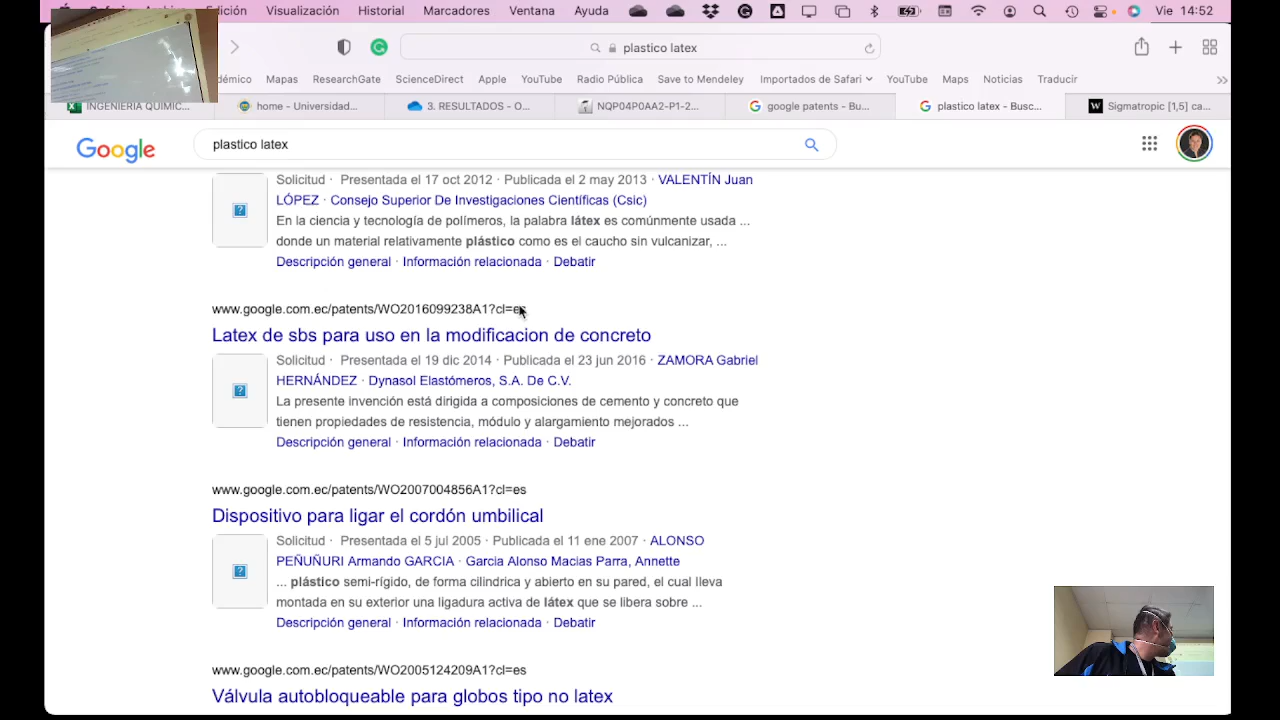 Edición Visualización Historial Marcadores Ventana Ayuda Vie 14:52
plastico latex
démico Mapas ResearchGate ScienceDirect Apple YouTube Radio Pública Save to Mendeley Importados de Safari YouTube Maps Noticias Traducir
INGENIERIA QUIMIC... home - Universidad... 3. RESULTADOS - O... NQP04P0AA2-P1-2... google patents - Bu... plastico latex - Busc... Sigmatropic [1,5] ca...
Google plastico latex
Solicitud · Presentada el 17 oct 2012 · Publicada el 2 may 2013 · VALENTÍN Juan
LÓPEZ · Consejo Superior De Investigaciones Científicas (Csic)
En la ciencia y tecnología de polímeros, la palabra látex es comúnmente usada ...
donde un material relativamente plástico como es el caucho sin vulcanizar, ...
Descripción general · Información relacionada · Debatir
www.google.com.ec/patents/WO2016099238A1?cl=es
Latex de sbs para uso en la modificacion de concreto
Solicitud · Presentada el 19 dic 2014 · Publicada el 23 jun 2016 · ZAMORA Gabriel
HERNÁNDEZ · Dynasol Elastómeros, S.A. De C.V.
La presente invención está dirigida a composiciones de cemento y concreto que
tienen propiedades de resistencia, módulo y alargamiento mejorados ...
Descripción general · Información relacionada · Debatir
www.google.com.ec/patents/WO2007004856A1?cl=es
Dispositivo para ligar el cordón umbilical
Solicitud · Presentada el 5 jul 2005 · Publicada el 11 ene 2007 · ALONSO
PEÑUÑURI Armando GARCIA · Garcia Alonso Macias Parra, Annette
... plástico semi-rígido, de forma cilindrica y abierto en su pared, el cual lleva
montada en su exterior una ligadura activa de látex que se libera sobre ...
Descripción general · Información relacionada · Debatir
www.google.com.ec/patents/WO2005124209A1?cl=es
Válvula autobloqueable para globos tipo no latex